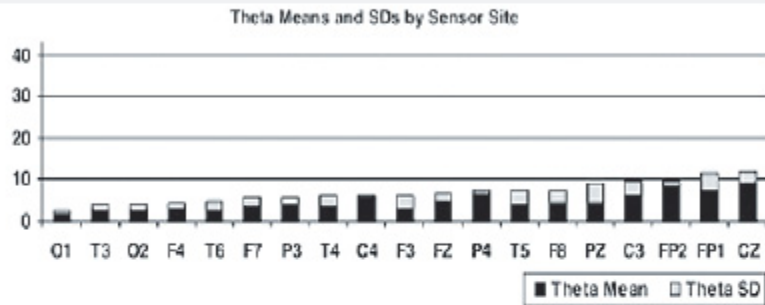 Theta Means and SDs by Sensor Site
40
30
20
10
0
O1 T3 O2 F4 T6 F7 P3 T4 C4 F3 FZ P4 T5 F8 PZ C3 FP2 FP1 CZ
Theta Mean Theta SD